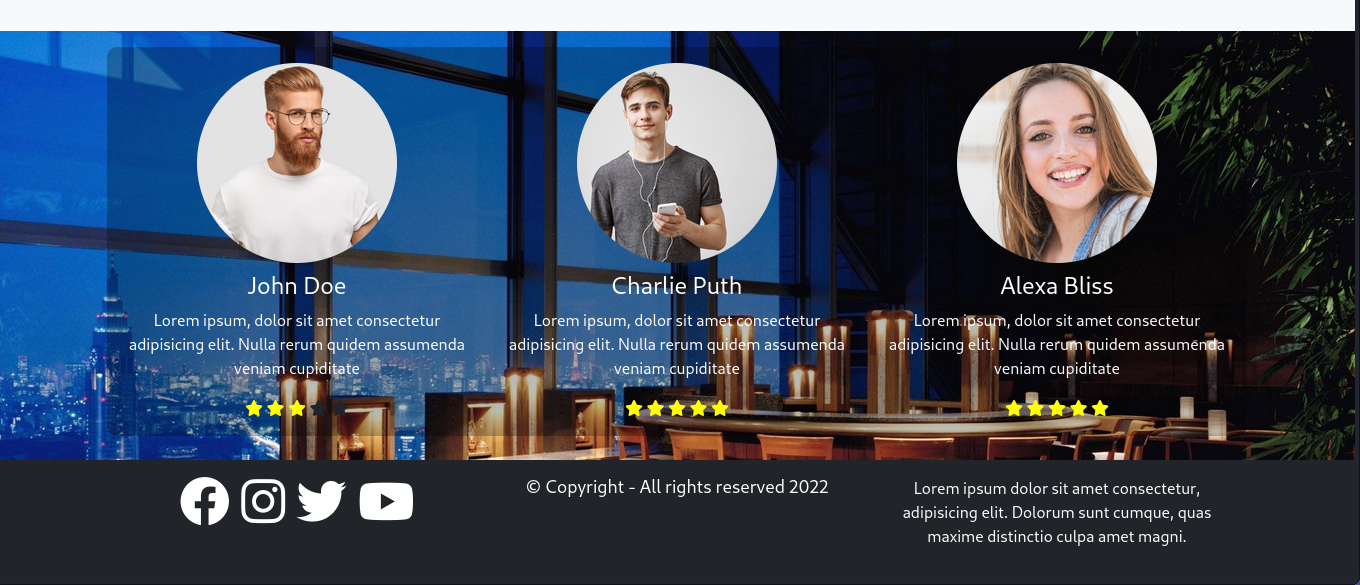 John Doe
Lorem ipsum, dolor sit amet consectetur
adipisicing elit. Nulla rerum quidem assumenda
veniam cupiditate
Charlie Puth
Lorem ipsum, dolor sit amet consectetur
adipisicing elit. Nulla rerum quidem assumenda
veniam cupiditate
Alexa Bliss
Lorem ipsum, dolor sit amet consectetur
adipisicing elit. Nulla rerum quidem assumenda
veniam cupiditate
© Copyright - All rights reserved 2022
Lorem ipsum dolor sit amet consectetur,
adipisicing elit. Dolorum sunt cumque, quas
maxime distinctio culpa amet magni.